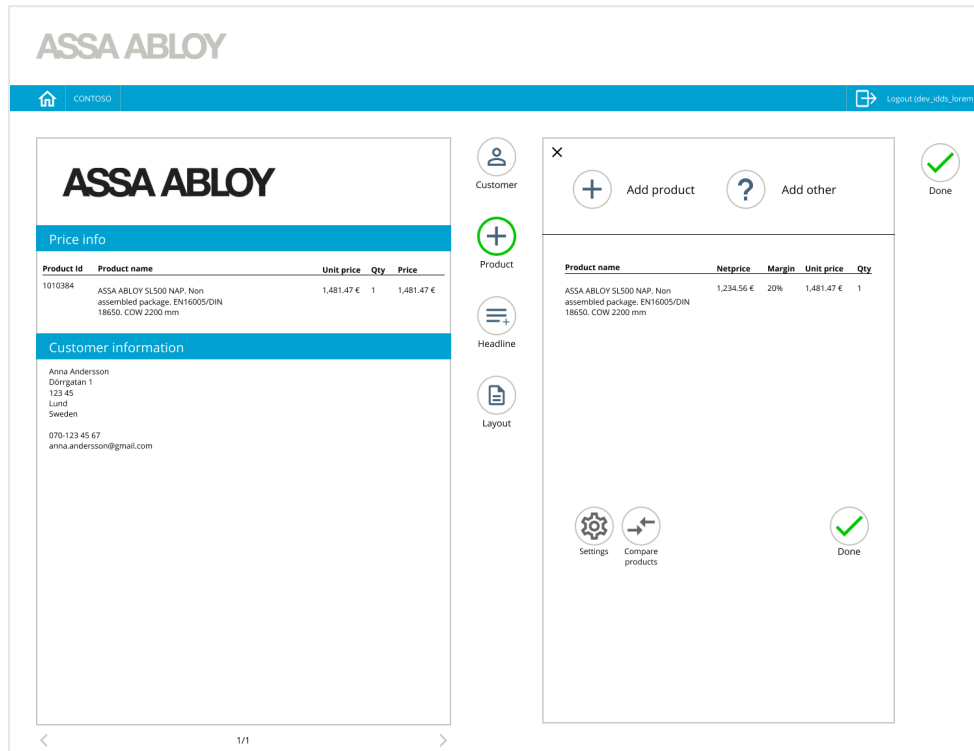 ASSA ABLOY
CONTOSO
Logout (dev_idds_lorem
ASSA ABLOY
Price info
Product Id Product name Unit price Qty Price
1010384 ASSA ABLOY SL500 NAP. Non 1,481.47 € 1 1,481.47 €
assembled package. EN16005/DIN
18650. COW 2200 mm
Customer information
Anna Andersson
Dörrgatan 1
123 45
Lund
Sweden
070-123 45 67
anna.andersson@gmail.com
1/1
Customer
Product
Headline
Layout
Add product
Add other
Product name Netprice Margin Unit price Qty
ASSA ABLOY SL500 NAP. Non 1,234.56 € 20% 1,481.47 € 1
assembled package. EN16005/DIN
18650. COW 2200 mm
Settings
Compare
products
Done
Done